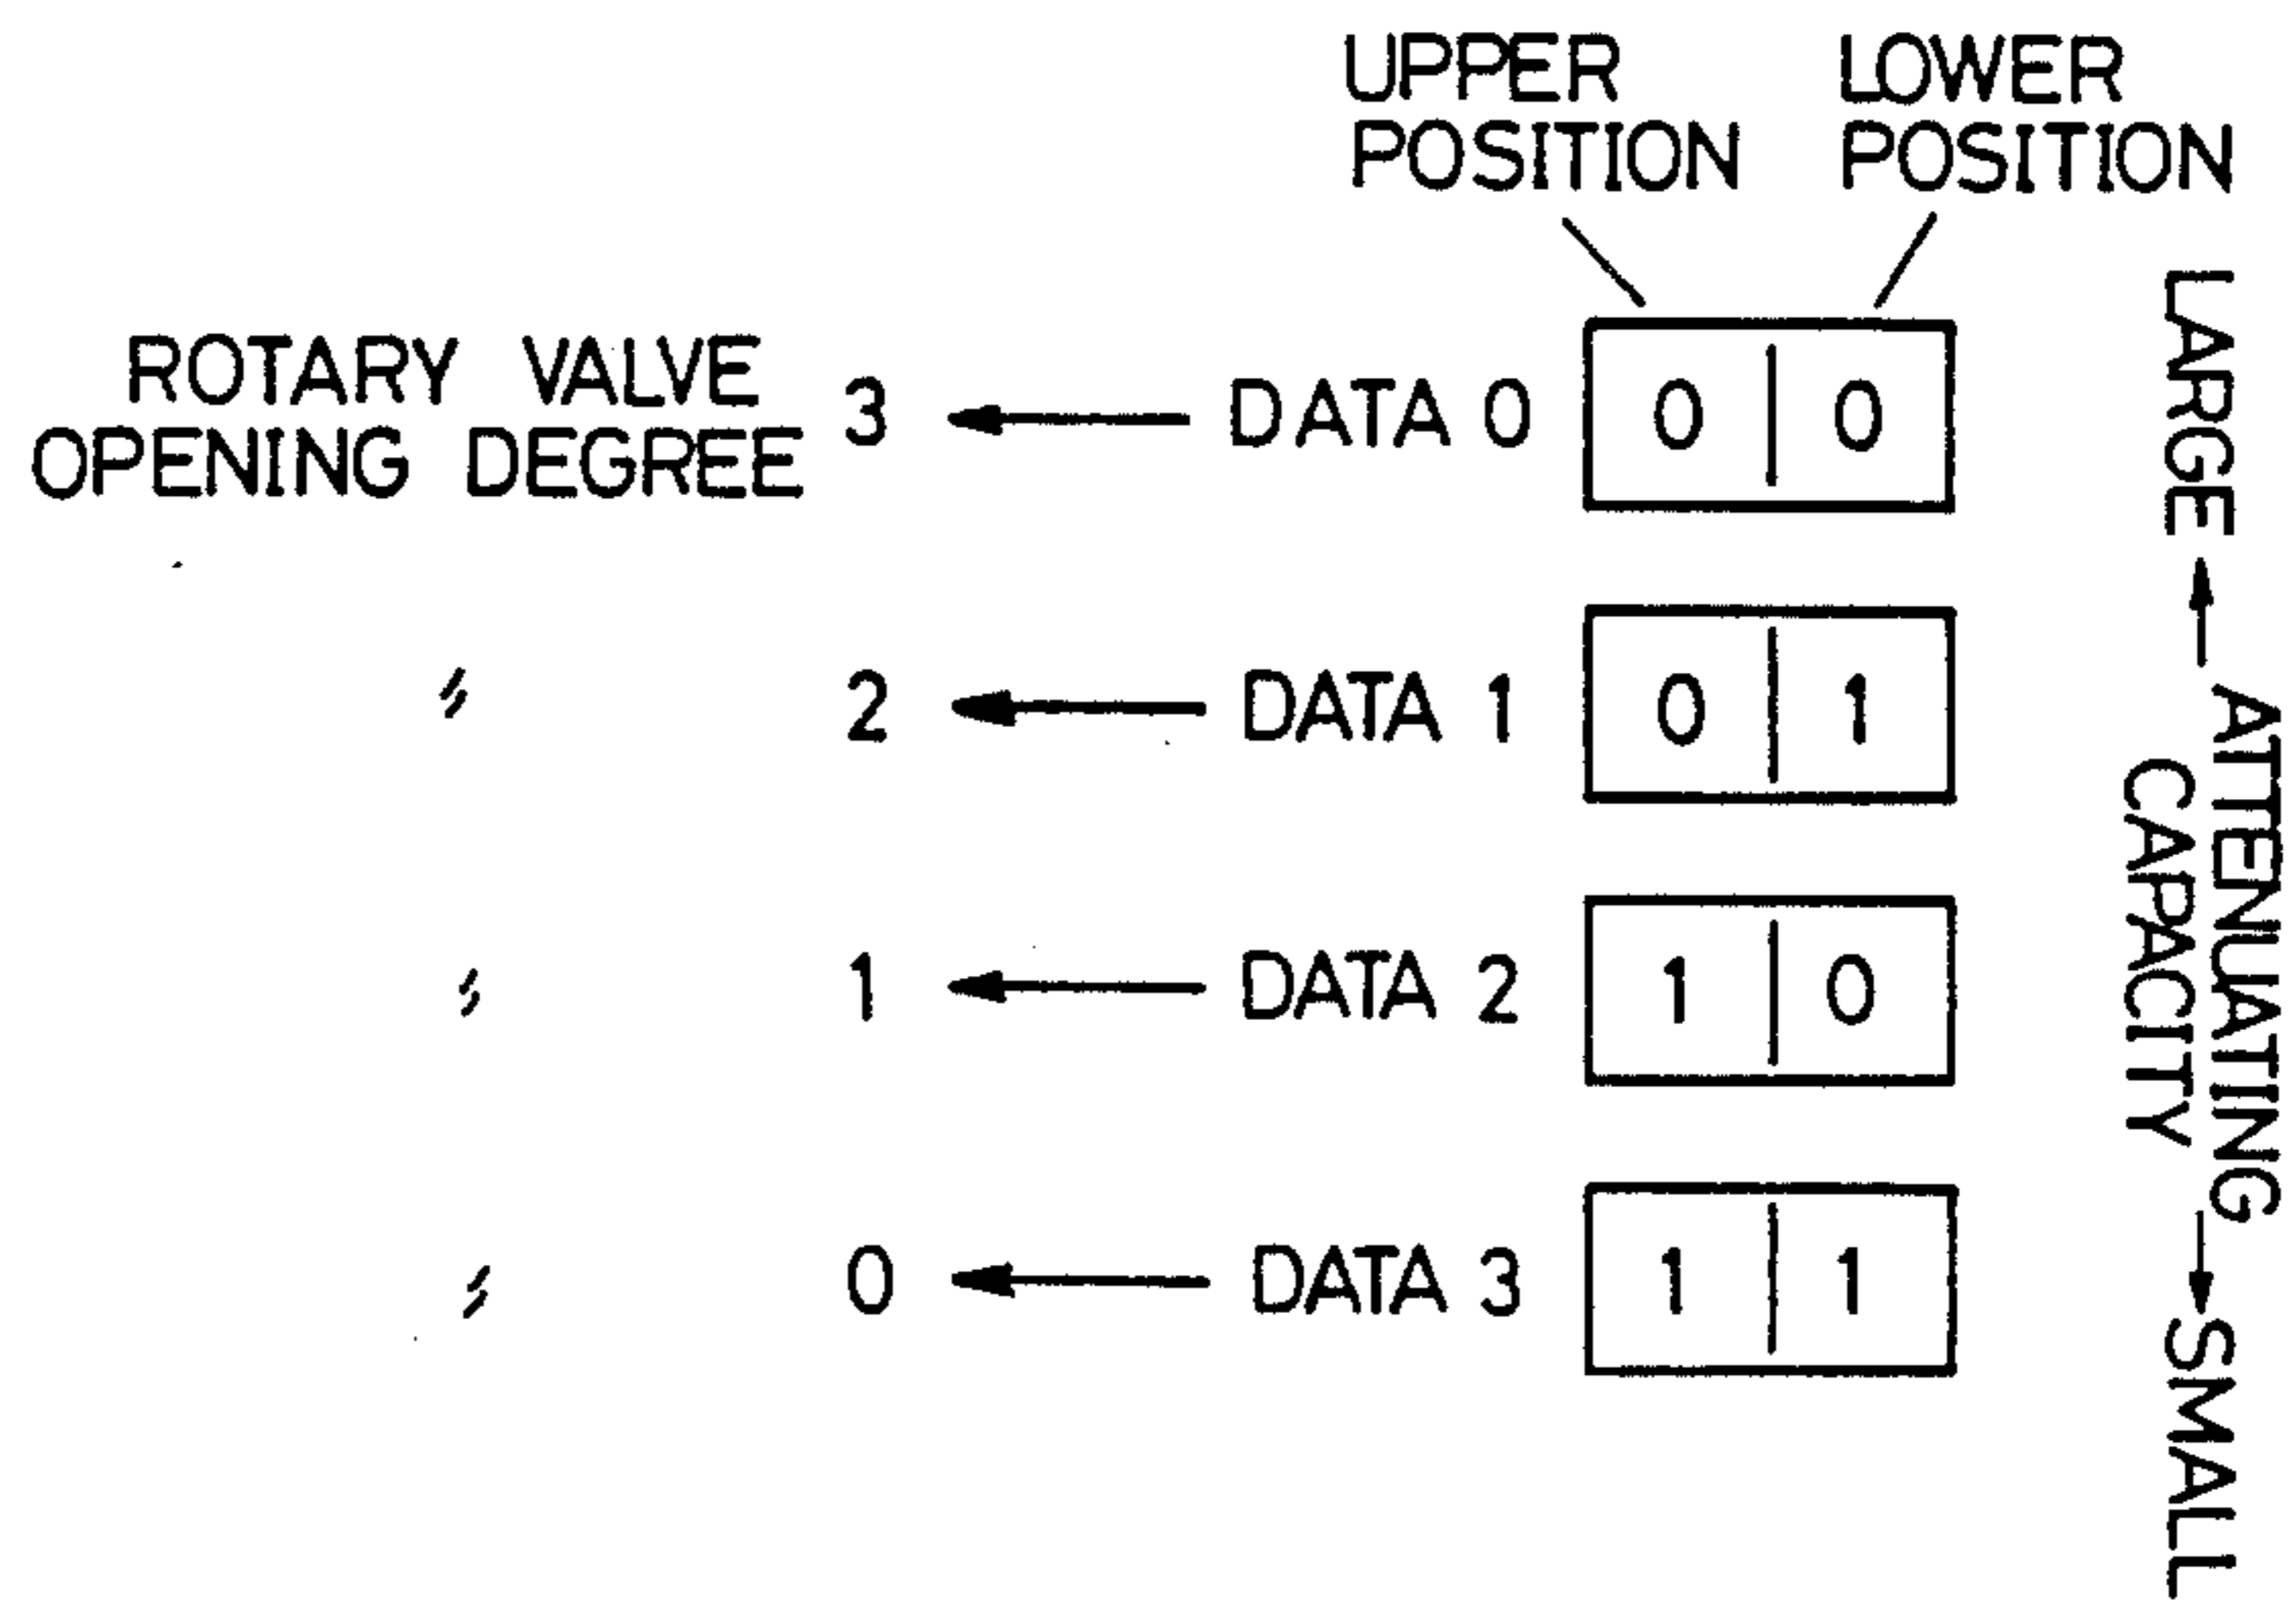 UPPER LOWER
POSITION POSITION
ROTARY VALVE
OPENING DEGREE 3 ← DATA 0 0 0
〃 2 ← DATA 1 0 1
〃 1 ← DATA 2 1 0
〃 0 ← DATA 3 1 1
LARGE ← ATTENUATING → SMALL
CAPACITY